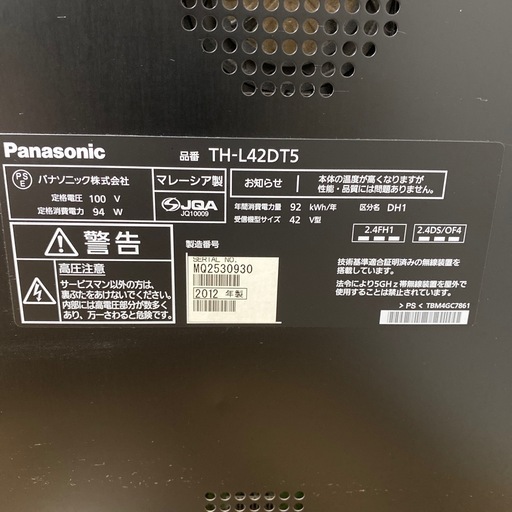 Panasonic
品番 TH-L42DT5
PS
E
パナソニック株式会社
マレーシア製
定格電圧 100 V
定格消費電力 94 W
JQA
JQ10009
お知らせ
本体の温度が高くなりますが
性能・品質には問題ありません
年間消費電力量 92 kWh/年 区分名 DH1
受信機型サイズ 42 V型
2.4FH1
2.4DS/OF4
警告
高圧注意
サービスマン以外の方は、
裏ぶたをあけないでください。
内部には高電圧部分が数多く
あり、万一さわると危険です。
製造番号
SERIAL NO.
MQ2530930
2012 年製
技術基準適合証明済みの無線装置を
搭載しています。
法令により5GHz帯無線装置を屋外で
使用することは禁止されています。
> PS < TBM4GC7861